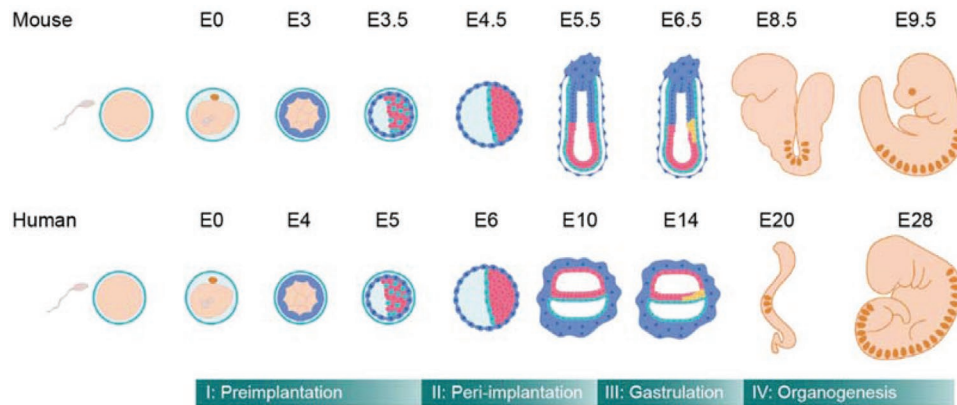 Mouse E0 E3 E3.5 E4.5 E5.5 E6.5 E8.5 E9.5
Human E0 E4 E5 E6 E10 E14 E20 E28
I: Preimplantation II: Peri-implantation III: Gastrulation IV: Organogenesis